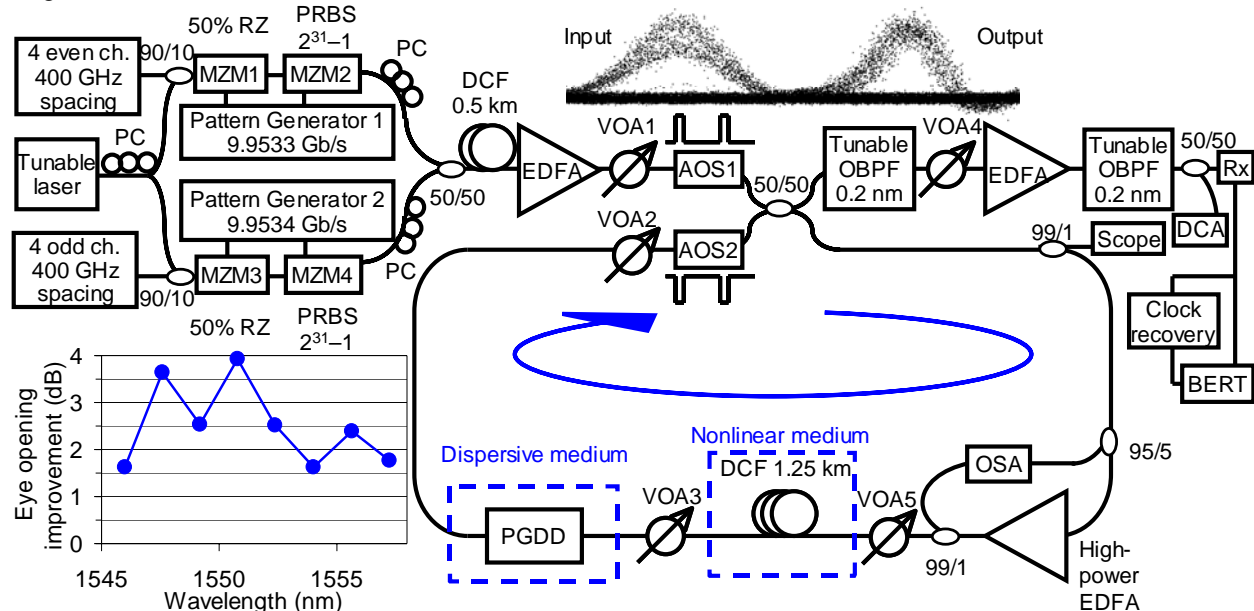 50% RZ
PRBS
2³¹–1
4 even ch.
400 GHz
spacing
90/10
MZM1
MZM2
PC
Pattern Generator 1
9.9533 Gb/s
PC
Tunable
laser
Pattern Generator 2
9.9534 Gb/s
4 odd ch.
400 GHz
spacing
90/10
MZM3
MZM4
PC
50% RZ
PRBS
2³¹–1
50/50
DCF
0.5 km
EDFA
VOA1
AOS1
Input
Output
50/50
VOA2
AOS2
Tunable
OBPF
0.2 nm
VOA4
EDFA
Tunable
OBPF
0.2 nm
50/50
Rx
DCA
99/1
Scope
Clock
recovery
BERT
95/5
OSA
High-
power
EDFA
99/1
VOA5
Nonlinear medium
DCF 1.25 km
VOA3
Dispersive medium
PGDD
Eye opening
improvement (dB)
4
3
2
1
0
1545
1550
1555
Wavelength (nm)